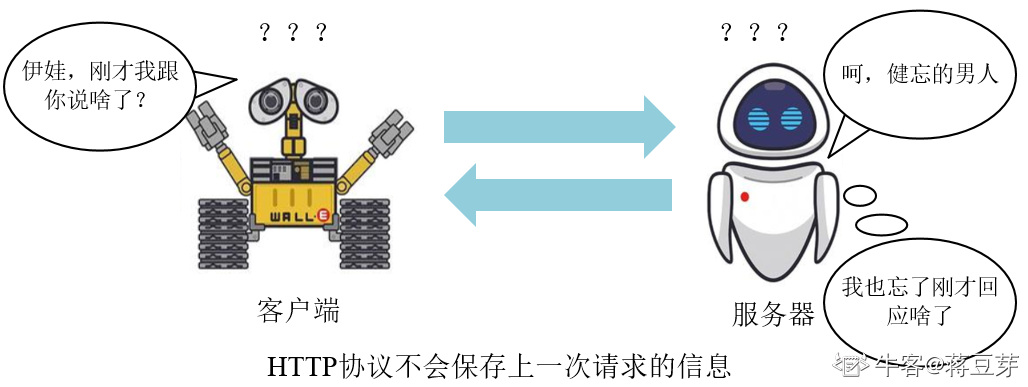 ？？？
？？？
伊娃，刚才我跟
你说啥了？
呵，健忘的男人
WALL·E
我也忘了刚才回
应啥了
客户端
服务器
HTTP协议不会保存上一次请求的信息
牛客@蒋豆芽